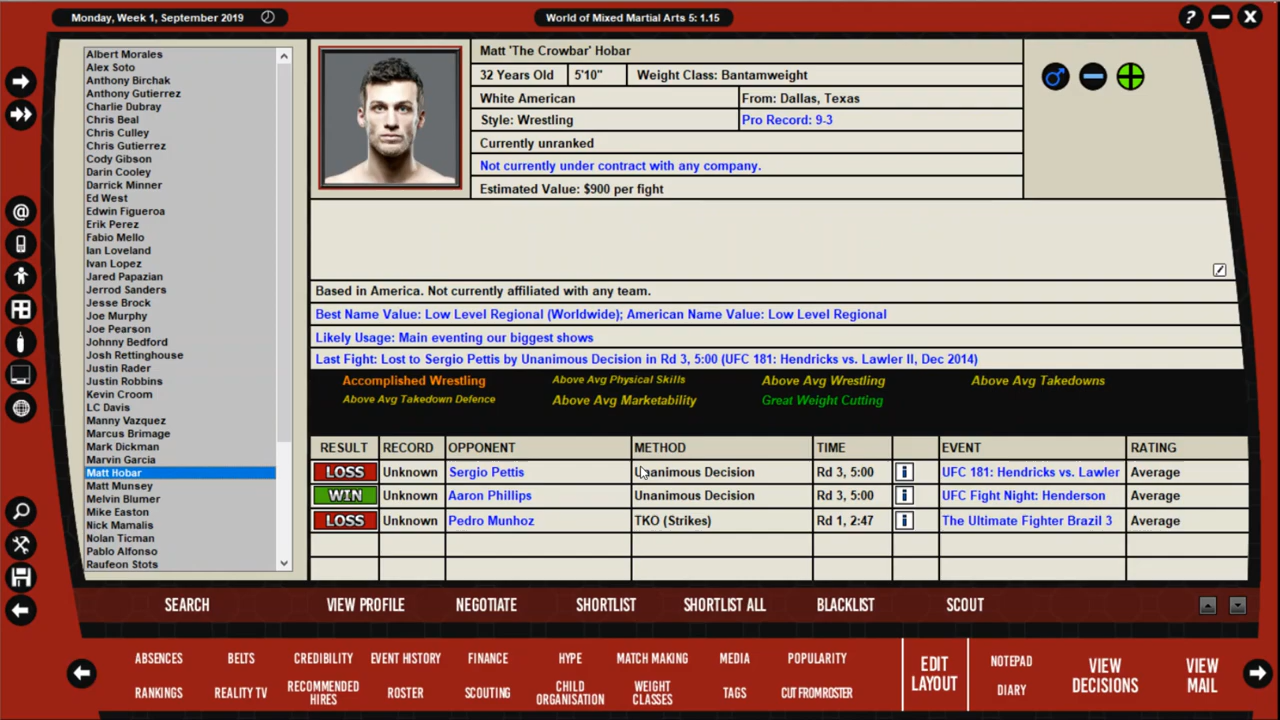 Monday, Week 1, September 2019
World of Mixed Martial Arts 5: 1.15
Albert Morales
Alex Soto
Anthony Birchak
Anthony Gutierrez
Charlie Dubray
Chris Beal
Chris Culley
Chris Gutierrez
Cody Gibson
Darin Cooley
Darrick Minner
Ed West
Edwin Figueroa
Erik Perez
Fabio Mello
Ian Loveland
Ivan Lopez
Jared Papazian
Jerrod Sanders
Jesse Brock
Joe Murphy
Joe Pearson
Johnny Bedford
Josh Rettinghouse
Justin Rader
Justin Robbins
Kevin Croom
LC Davis
Manny Vazquez
Marcus Brimage
Mark Dickman
Marvin Garcia
Matt Hobar
Matt Munsey
Melvin Blumer
Mike Easton
Nick Mamalis
Nolan Ticman
Pablo Alfonso
Raufeon Stots
Matt 'The Crowbar' Hobar
32 Years Old 5'10" Weight Class: Bantamweight
White American From: Dallas, Texas
Style: Wrestling Pro Record: 9-3
Currently unranked
Not currently under contract with any company.
Estimated Value: $900 per fight
Based in America. Not currently affiliated with any team.
Best Name Value: Low Level Regional (Worldwide); American Name Value: Low Level Regional
Likely Usage: Main eventing our biggest shows
Last Fight: Lost to Sergio Pettis by Unanimous Decision in Rd 3, 5:00 (UFC 181: Hendricks vs. Lawler II, Dec 2014)
Accomplished Wrestling Above Avg Physical Skills Above Avg Wrestling Above Avg Takedowns
Above Avg Takedown Defence Above Avg Marketability Great Weight Cutting
RESULT RECORD OPPONENT METHOD TIME EVENT RATING
LOSS Unknown Sergio Pettis Unanimous Decision Rd 3, 5:00 i UFC 181: Hendricks vs. Lawler Average
WIN Unknown Aaron Phillips Unanimous Decision Rd 3, 5:00 i UFC Fight Night: Henderson Average
LOSS Unknown Pedro Munhoz TKO (Strikes) Rd 1, 2:47 i The Ultimate Fighter Brazil 3 Average
SEARCH VIEW PROFILE NEGOTIATE SHORTLIST SHORTLIST ALL BLACKLIST SCOUT
ABSENCES BELTS CREDIBILITY EVENT HISTORY FINANCE HYPE MATCH MAKING MEDIA POPULARITY
RANKINGS REALITY TV RECOMMENDED HIRES ROSTER SCOUTING CHILD ORGANISATION WEIGHT CLASSES TAGS CUT FROM ROSTER
EDIT LAYOUT
NOTEPAD
DIARY
VIEW DECISIONS
VIEW MAIL